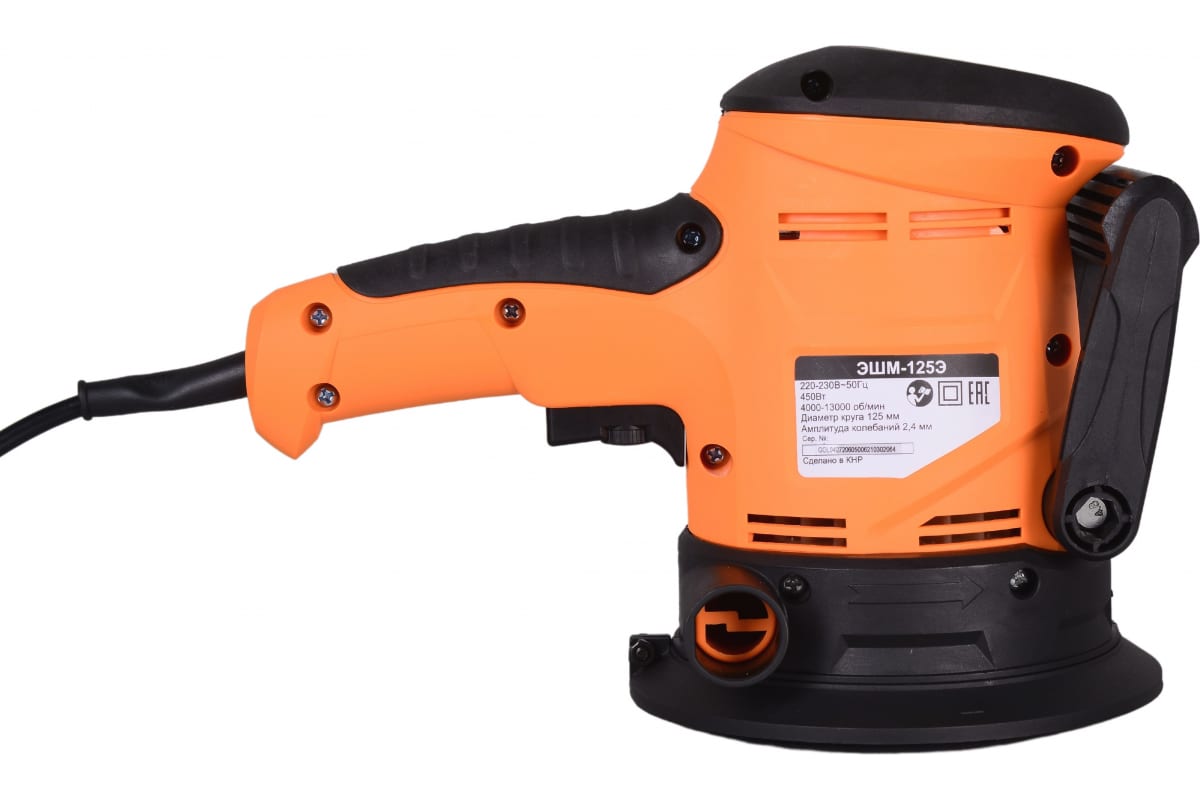 ЭШМ-125Э
220-230В~50Гц
450Вт
4000-13000 об/мин
Диаметр круга 125 мм
Амплитуда колебаний 2,4 мм
Сер. №:
Сделано в КНР
EAC